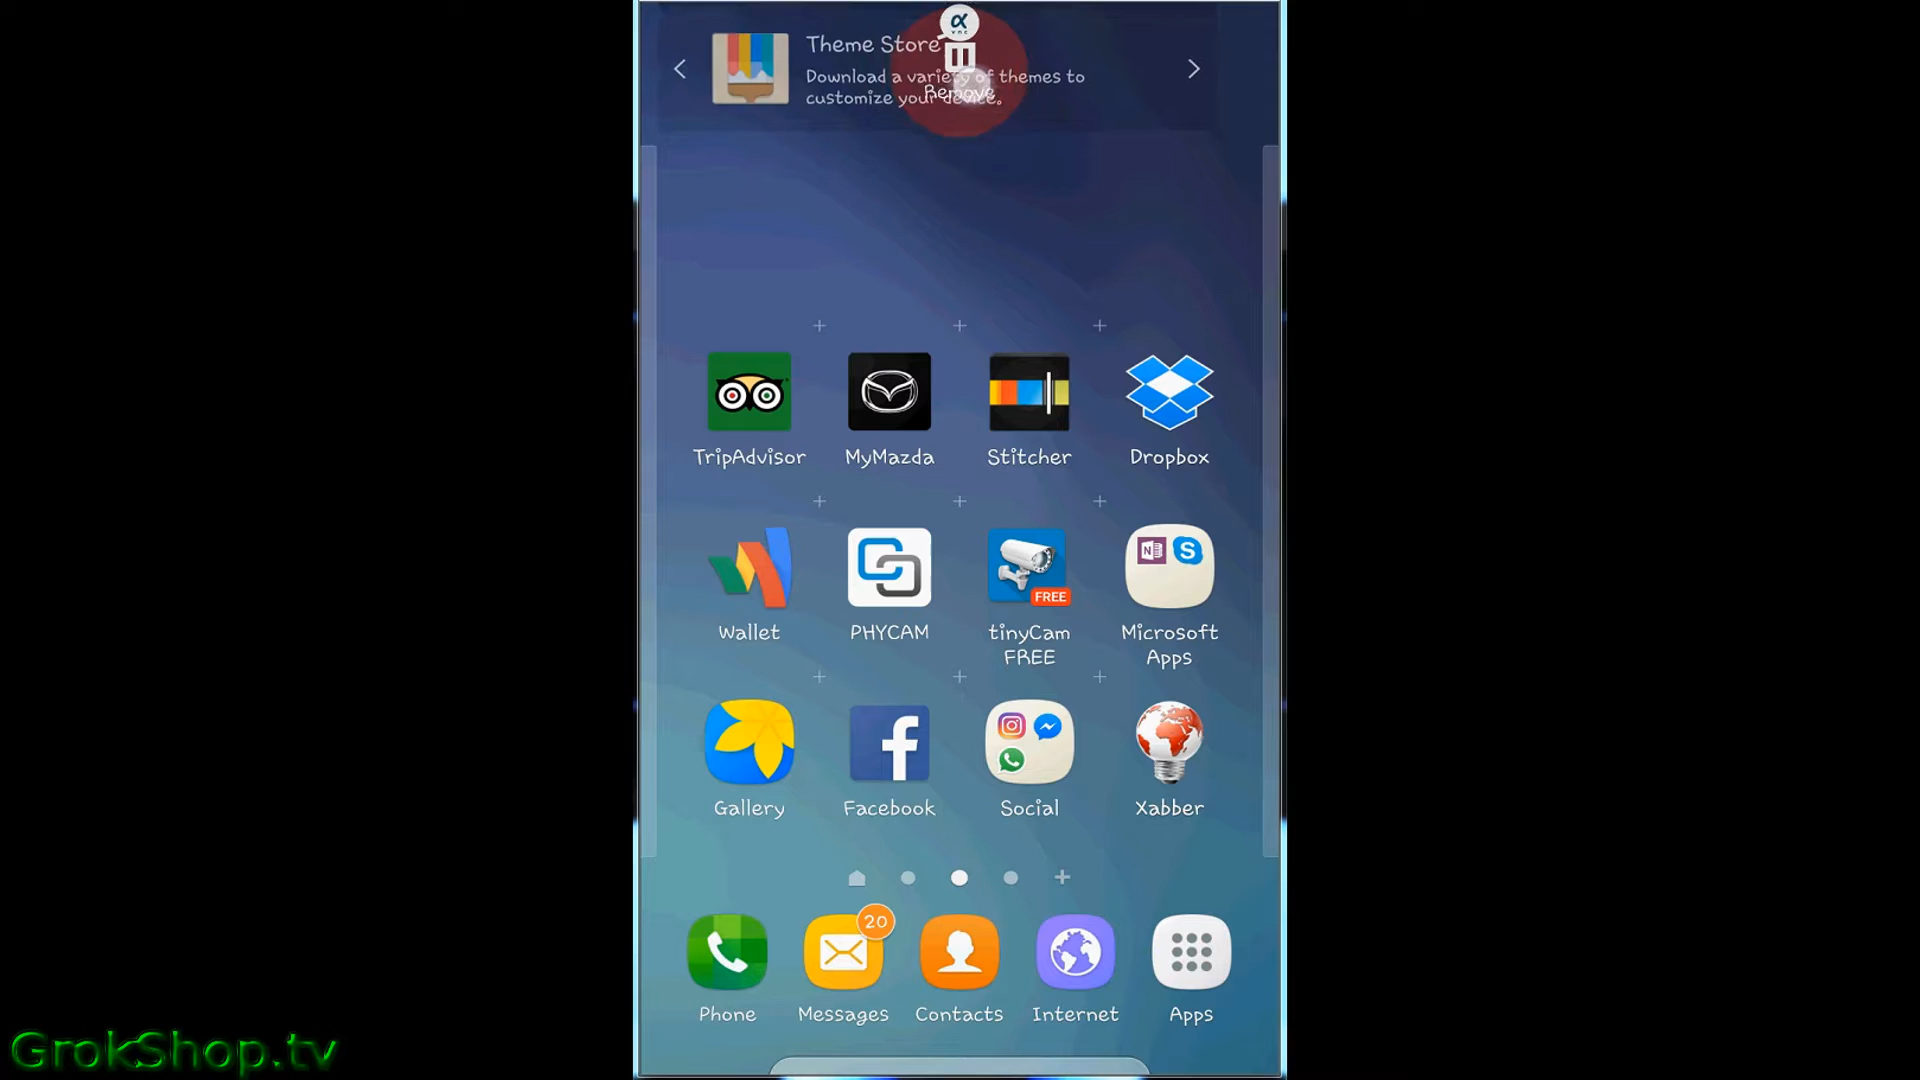 α
vnc
Theme Store
Download a variety of themes to
customize your device.
Remove
TripAdvisor
MyMazda
Stitcher
Dropbox
FREE
N
S
Wallet
PHYCAM
tinyCam
FREE
Microsoft
Apps
f
Gallery
Facebook
Social
Xabber
20
Phone
Messages
Contacts
Internet
Apps
GrokShop.tv